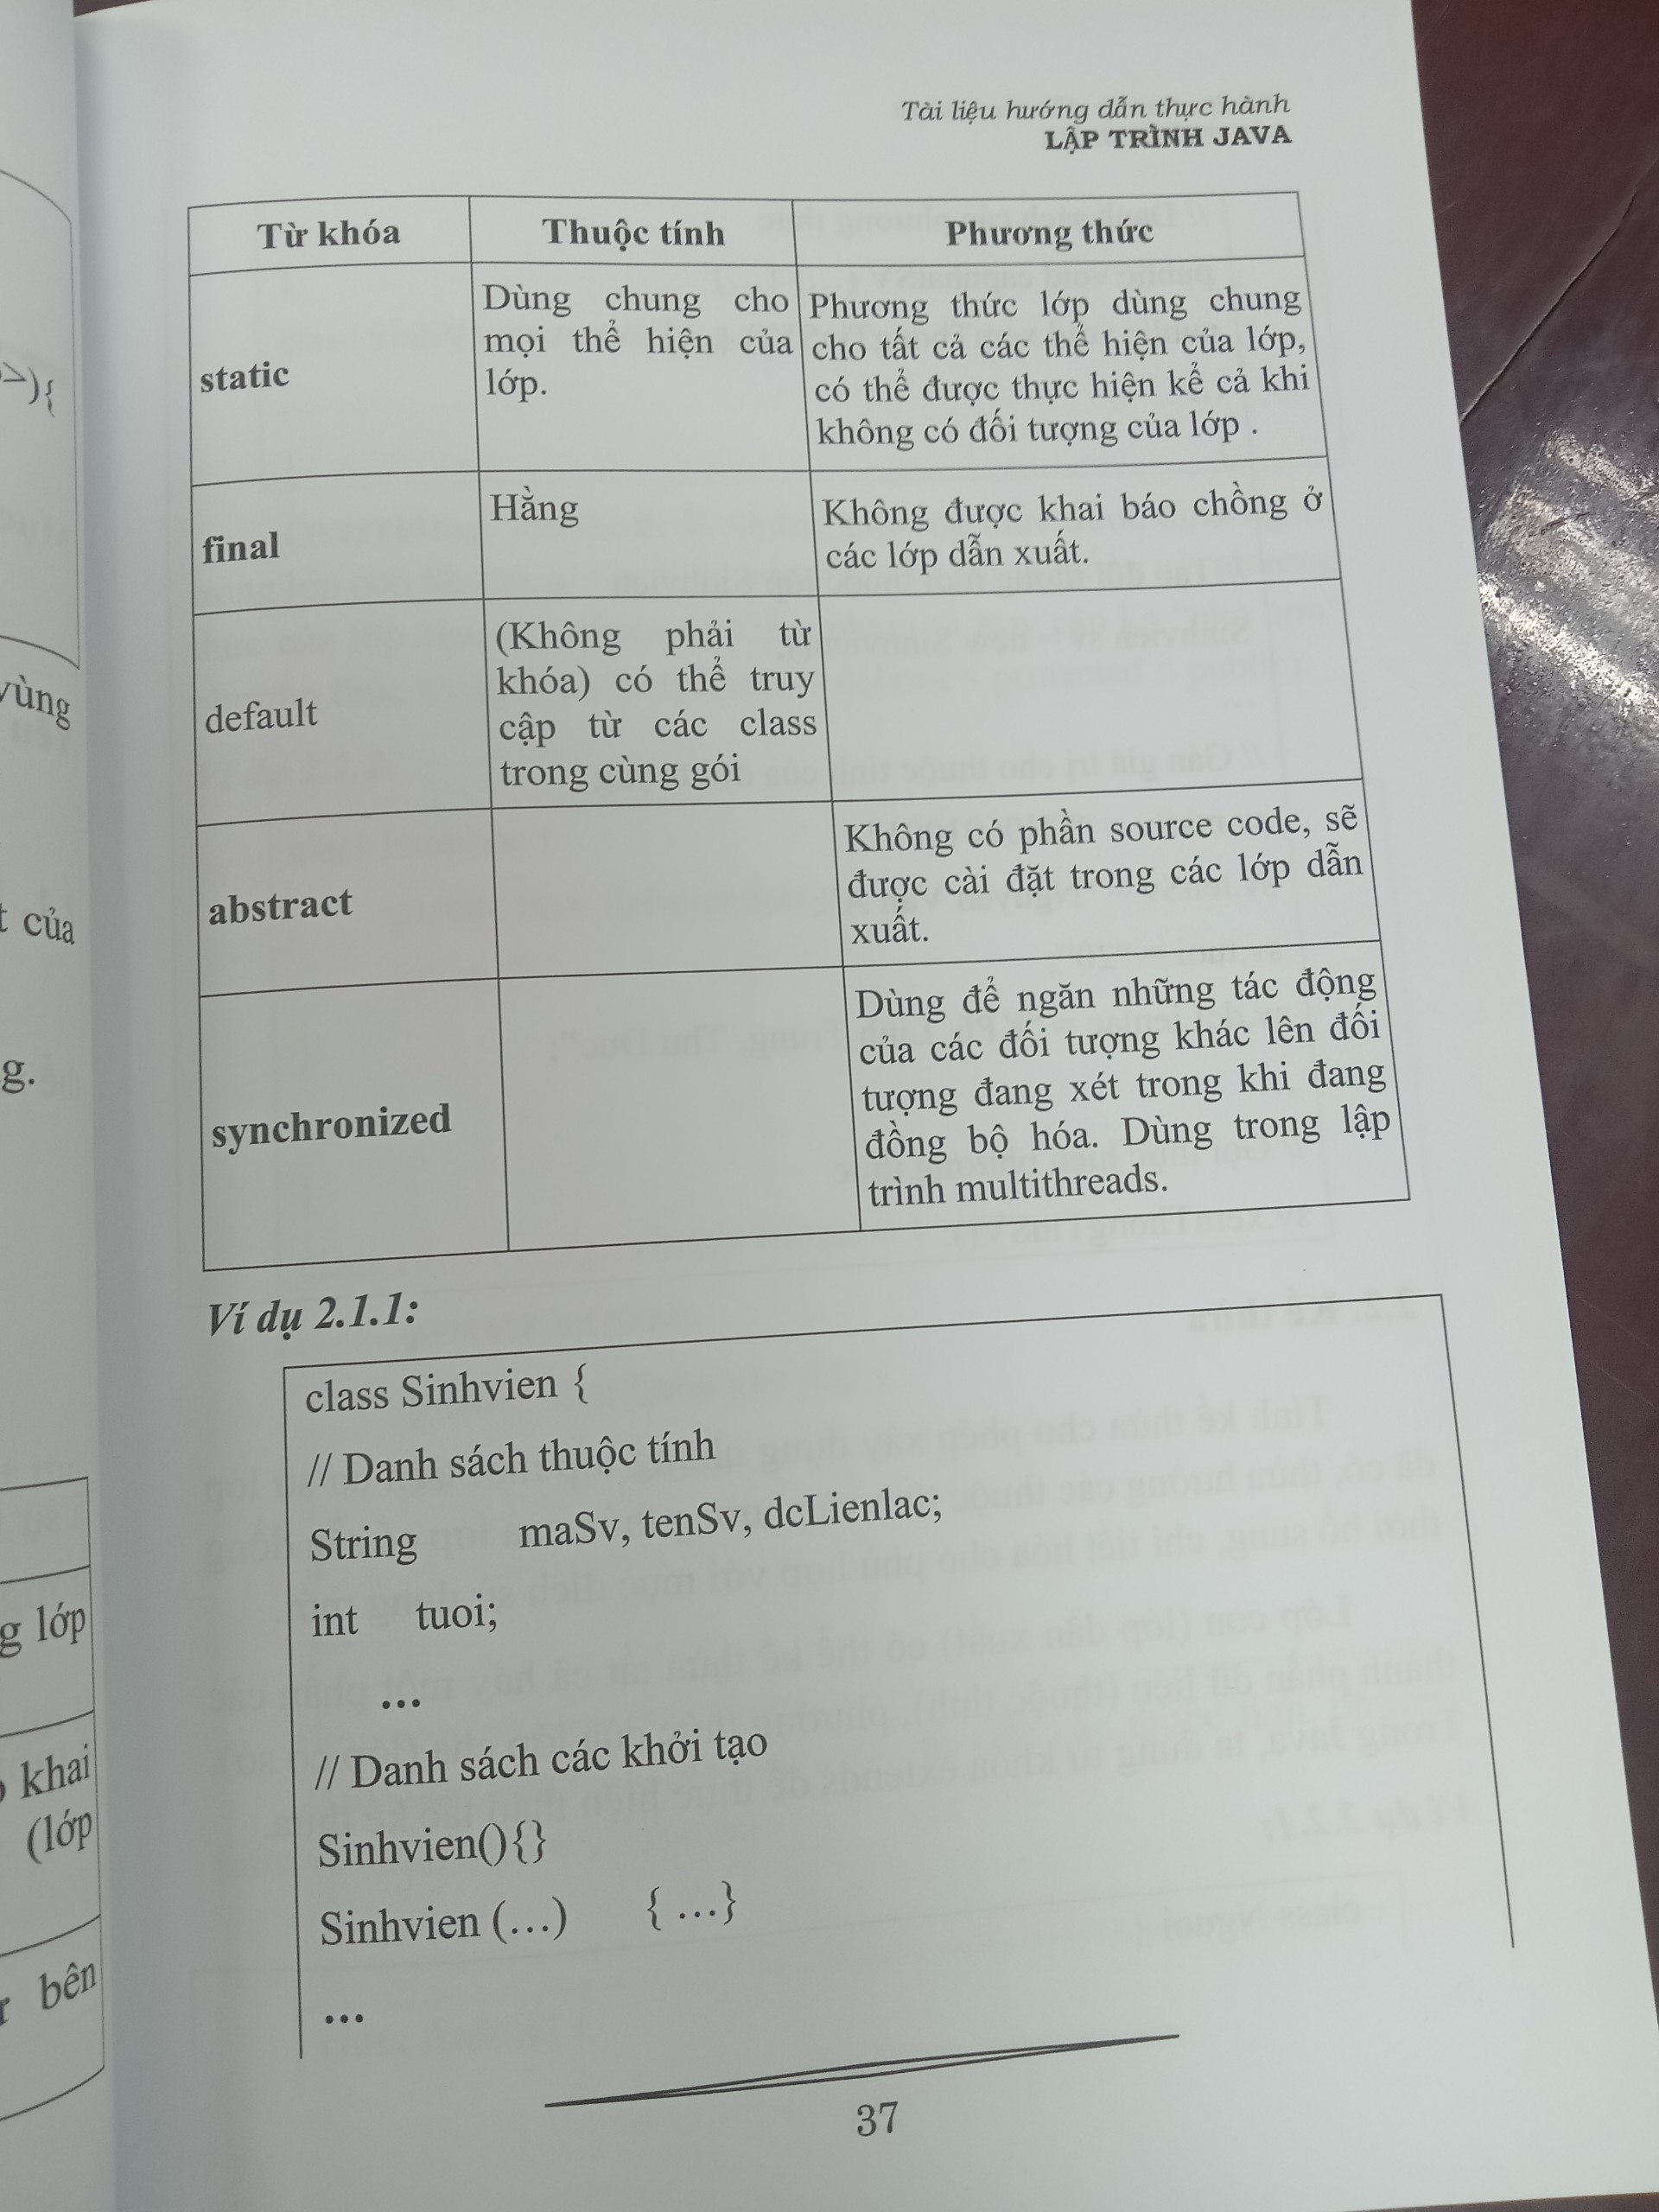 Tài liệu hướng dẫn thực hành
LẬP TRÌNH JAVA
Từ khóa Thuộc tính Phương thức
static
Dùng chung cho
mọi thể hiện của
lớp.
Phương thức lớp dùng chung
cho tất cả các thể hiện của lớp,
có thể được thực hiện kể cả khi
không có đối tượng của lớp .
final
Hằng
Không được khai báo chồng ở
các lớp dẫn xuất.
default
(Không phải từ
khóa) có thể truy
cập từ các class
trong cùng gói
abstract
Không có phần source code, sẽ
được cài đặt trong các lớp dẫn
xuất.
synchronized
Dùng để ngăn những tác động
của các đối tượng khác lên đối
tượng đang xét trong khi đang
đồng bộ hóa. Dùng trong lập
trình multithreads.
Ví dụ 2.1.1:
class Sinhvien {
// Danh sách thuộc tính
String maSv, tenSv, dcLienlac;
int tuoi;
...
// Danh sách các khởi tạo
Sinhvien(){}
Sinhvien (...) { ...}
...
37
của
g.
g lớp
khai
(lớp
bên